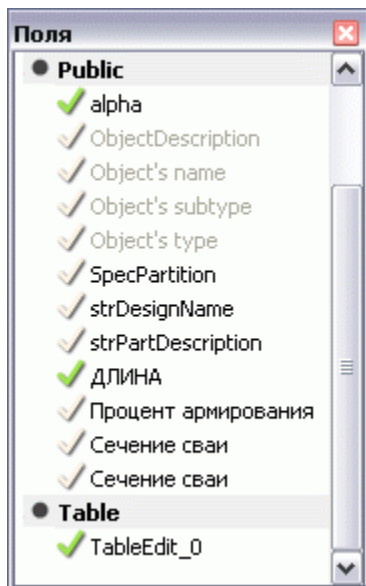 Поля
Public
alpha
ObjectDescription
Object's name
Object's subtype
Object's type
SpecPartition
strDesignName
strPartDescription
ДЛИНА
Процент армирования
Сечение сваи
Сечение сваи
Table
TableEdit_0